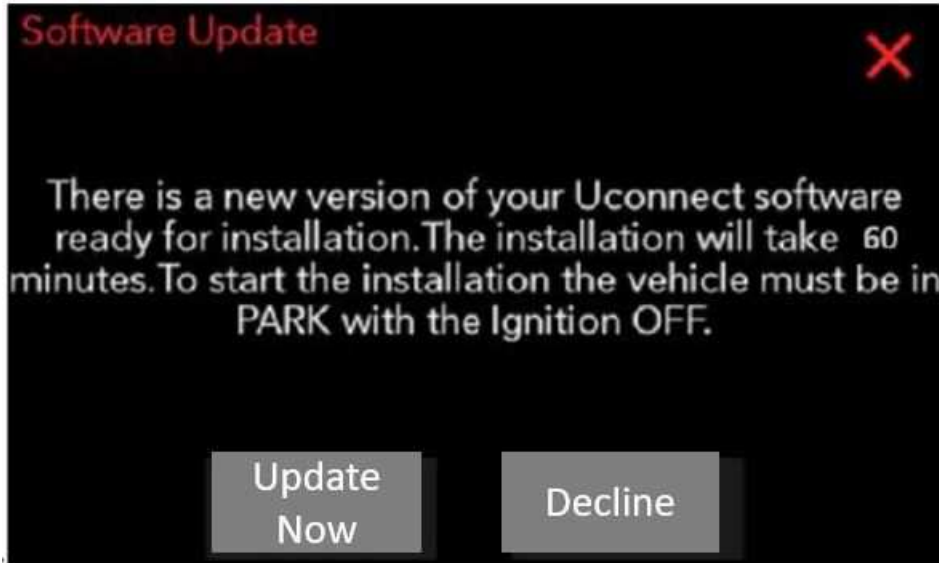 Software Update
There is a new version of your Uconnect software
ready for installation.The installation will take 60
minutes.To start the installation the vehicle must be in
PARK with the Ignition OFF.
Update
Now
Decline